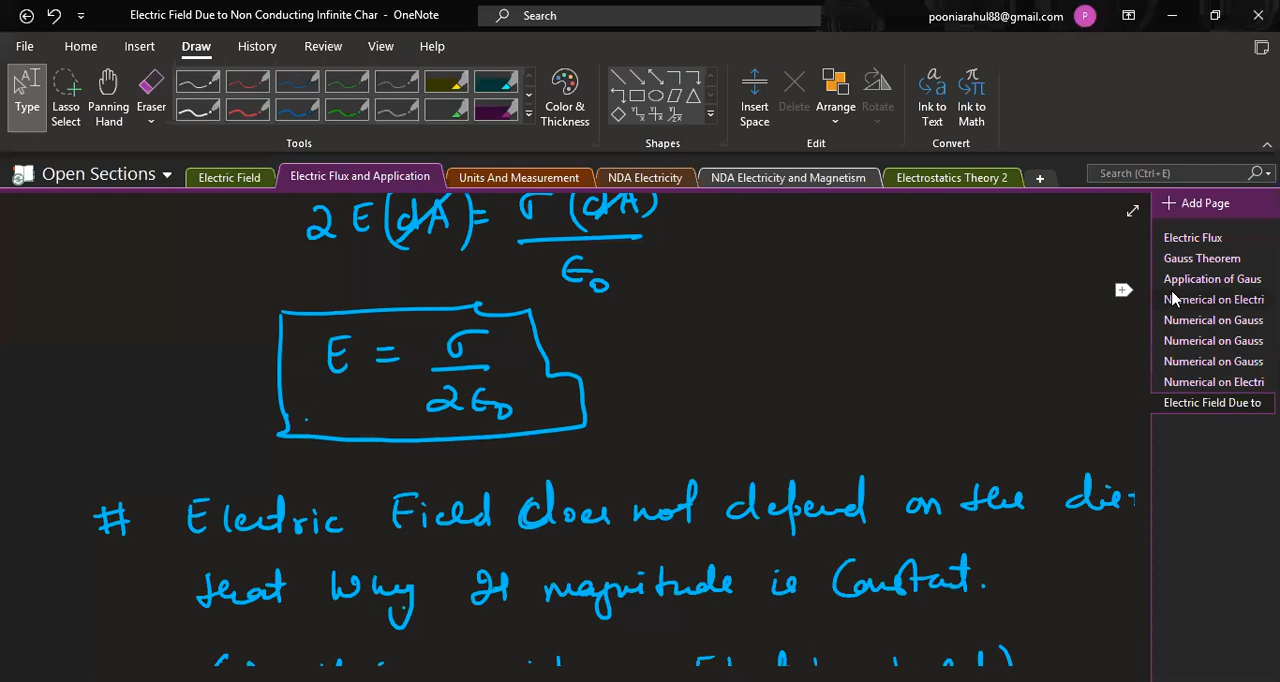 Electric Field Due to Non Conducting Infinite Char - OneNote
Search
pooniarahul88@gmail.com
P
File Home Insert Draw History Review View Help
Type
Lasso Select
Panning Hand
Eraser
Color & Thickness
Insert Space
Delete
Arrange
Rotate
Ink to Text
Ink to Math
Tools
Shapes
Edit
Convert
Open Sections
Electric Field
Electric Flux and Application
Units And Measurement
NDA Electricity
NDA Electricity and Magnetism
Electrostatics Theory 2
Search (Ctrl+E)
Add Page
Electric Flux
Gauss Theorem
Application of Gaus
Numerical on Electri
Numerical on Gauss
Numerical on Gauss
Numerical on Gauss
Numerical on Electri
Electric Field Due to
2 E (dA) = σ (dA)
ε0
E = σ
2ε0
# Electric Field does not depend on the dis
that why It magnitude is Constant.